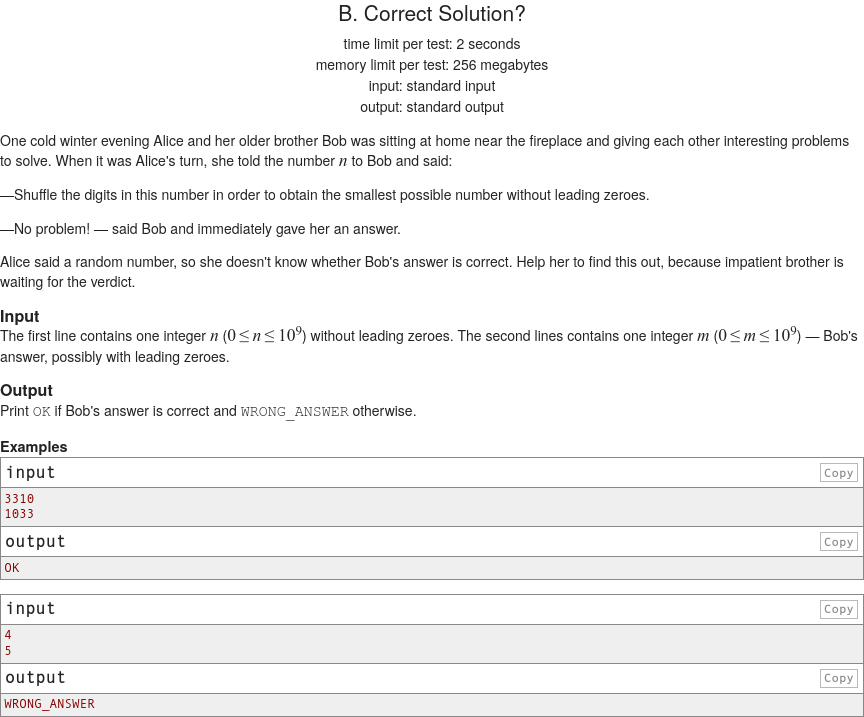 B. Correct Solution?
time limit per test: 2 seconds
memory limit per test: 256 megabytes
input: standard input
output: standard output
One cold winter evening Alice and her older brother Bob was sitting at home near the fireplace and giving each other interesting problems
to solve. When it was Alice's turn, she told the number n to Bob and said:
—Shuffle the digits in this number in order to obtain the smallest possible number without leading zeroes.
—No problem! — said Bob and immediately gave her an answer.
Alice said a random number, so she doesn't know whether Bob's answer is correct. Help her to find this out, because impatient brother is
waiting for the verdict.
Input
The first line contains one integer n (0 ≤ n ≤ 10⁹) without leading zeroes. The second lines contains one integer m (0 ≤ m ≤ 10⁹) — Bob's
answer, possibly with leading zeroes.
Output
Print OK if Bob's answer is correct and WRONG_ANSWER otherwise.
Examples
input Copy
3310
1033
output Copy
OK
input Copy
4
5
output Copy
WRONG_ANSWER